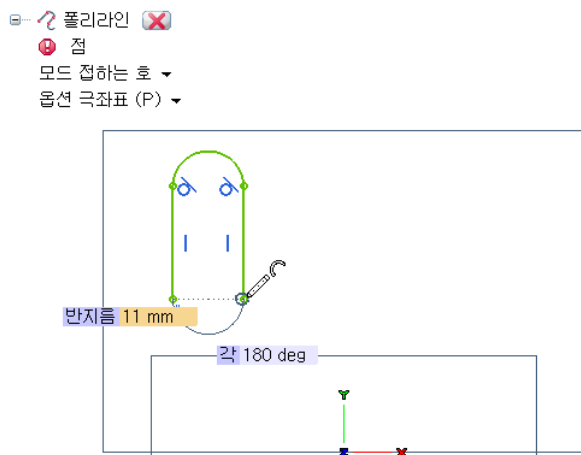 폴리라인
점
모드 접하는 호
옵션 극좌표 (P)
반지름 11 mm
각 180 deg
Y
X